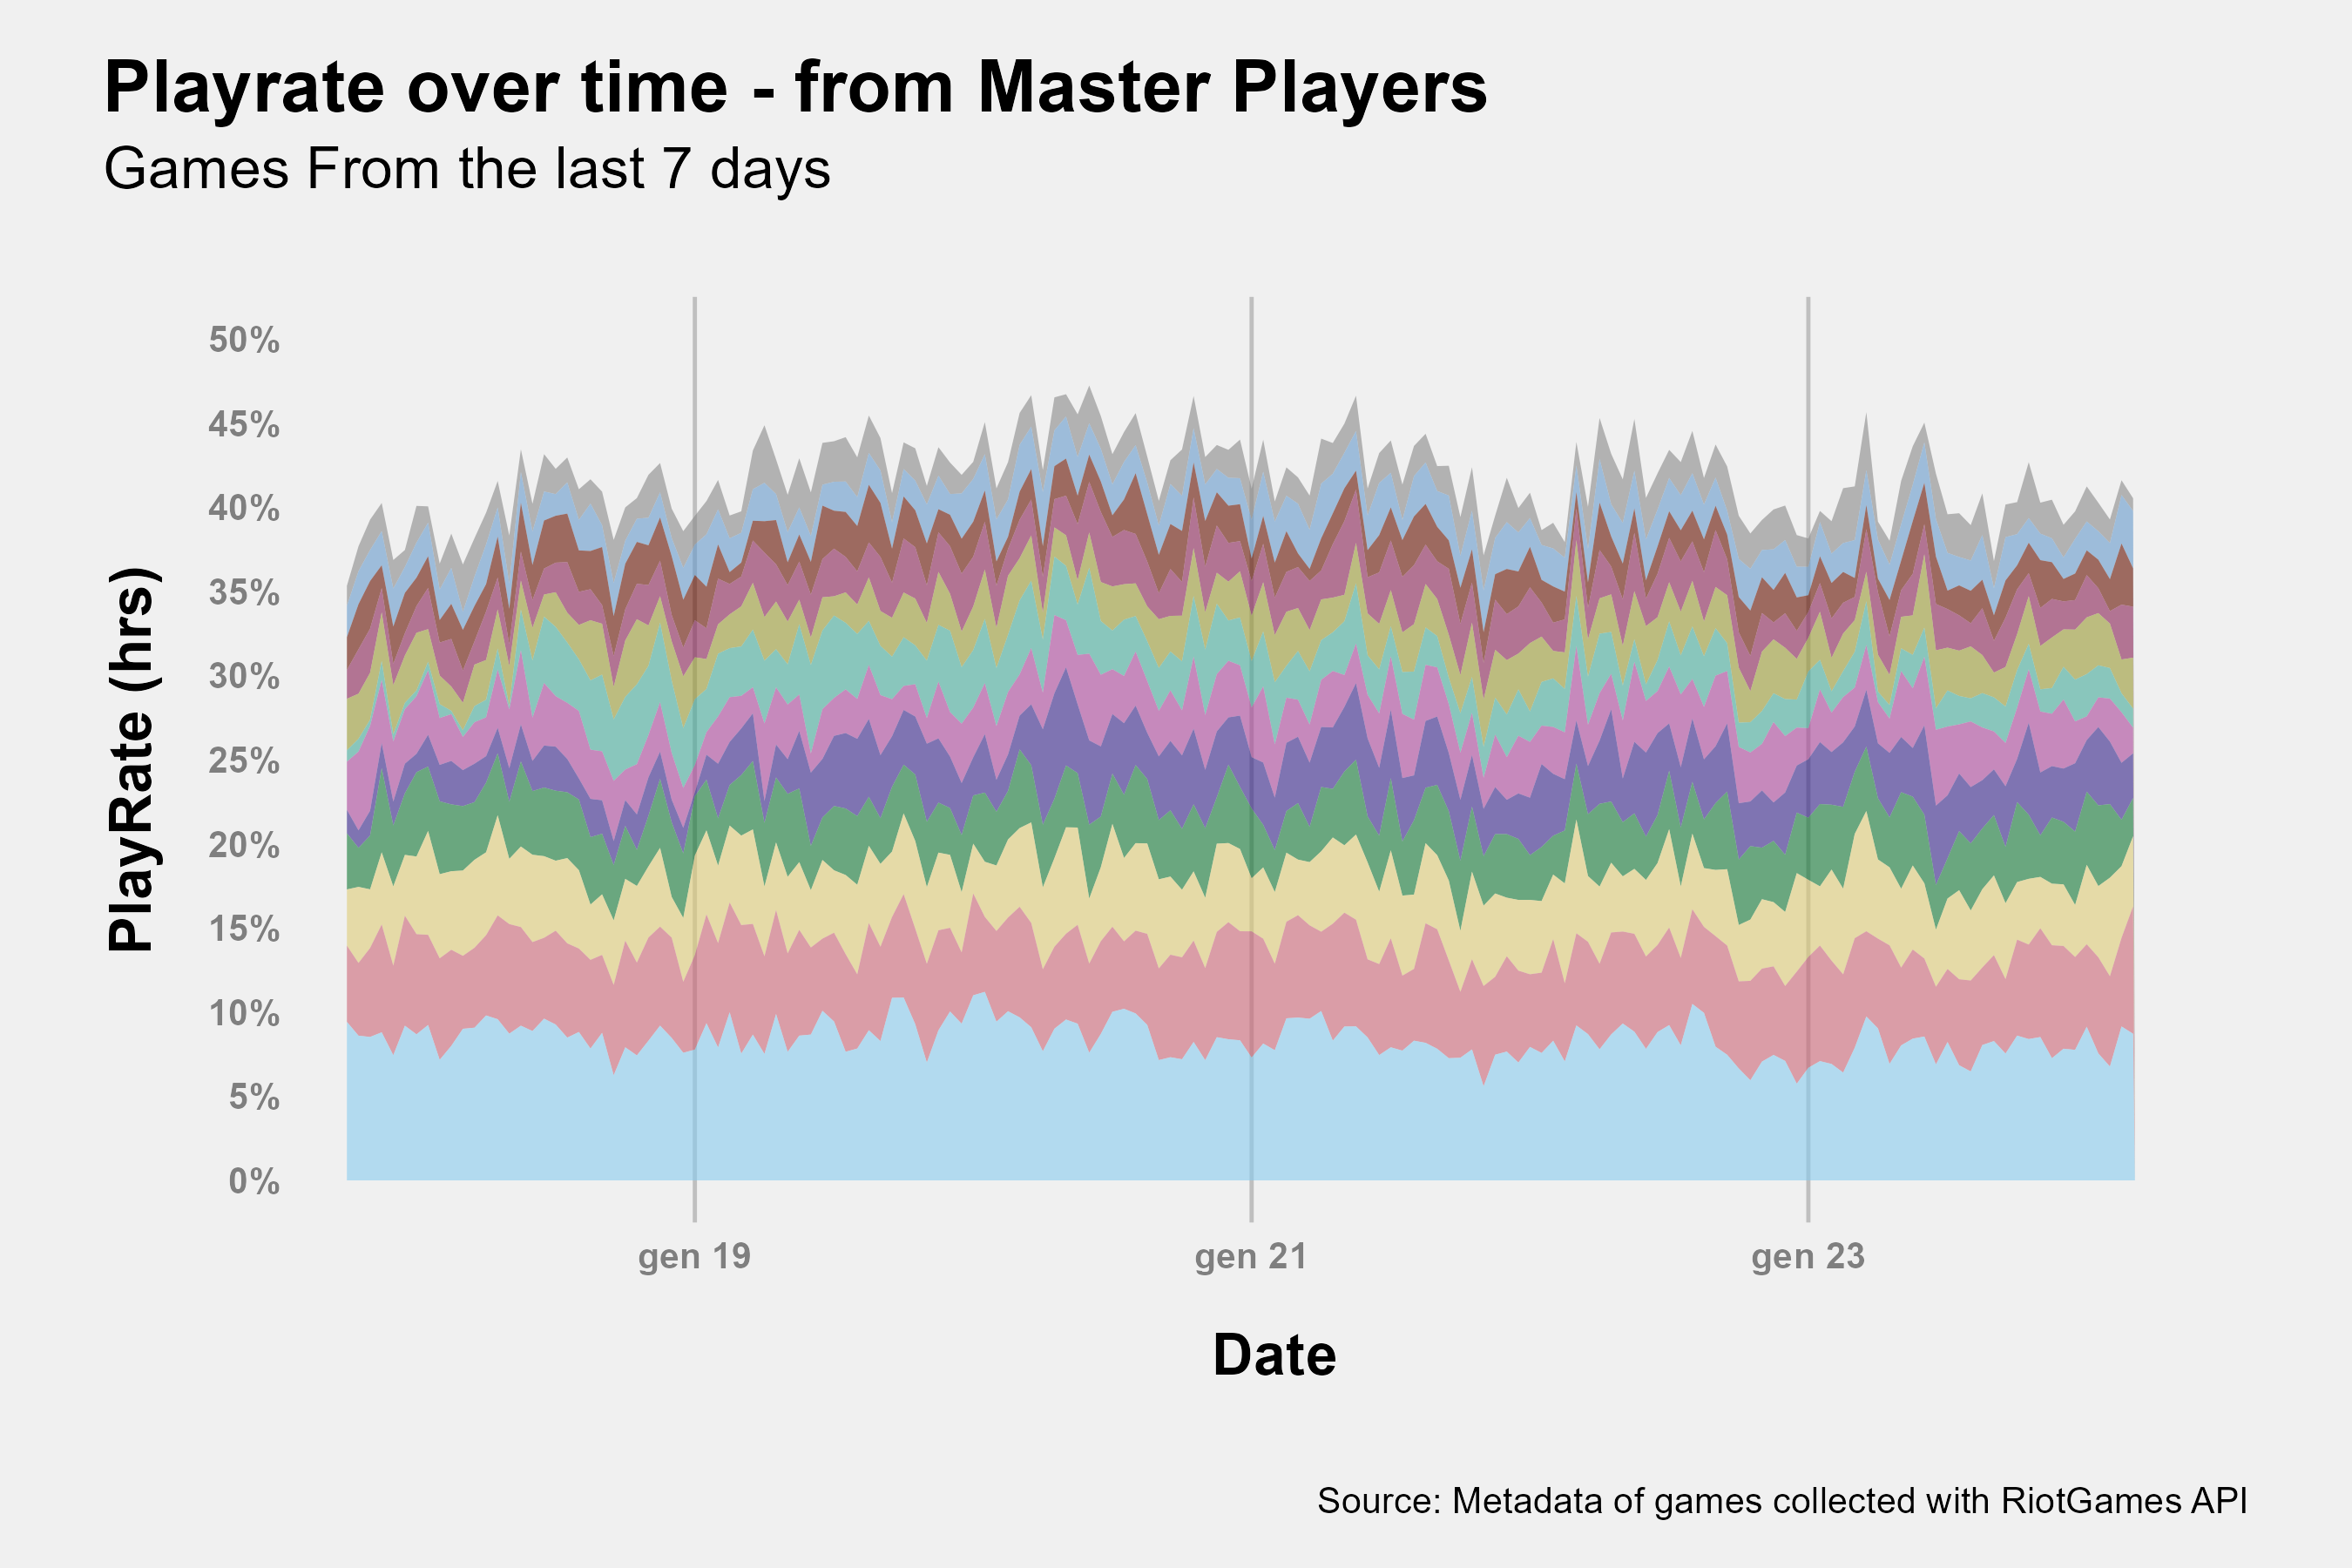 Playrate over time - from Master Players
Games From the last 7 days
50%
45%
40%
35%
30%
25%
20%
15%
10%
5%
0%
PlayRate (hrs)
gen 19
gen 21
gen 23
Date
Source: Metadata of games collected with RiotGames API